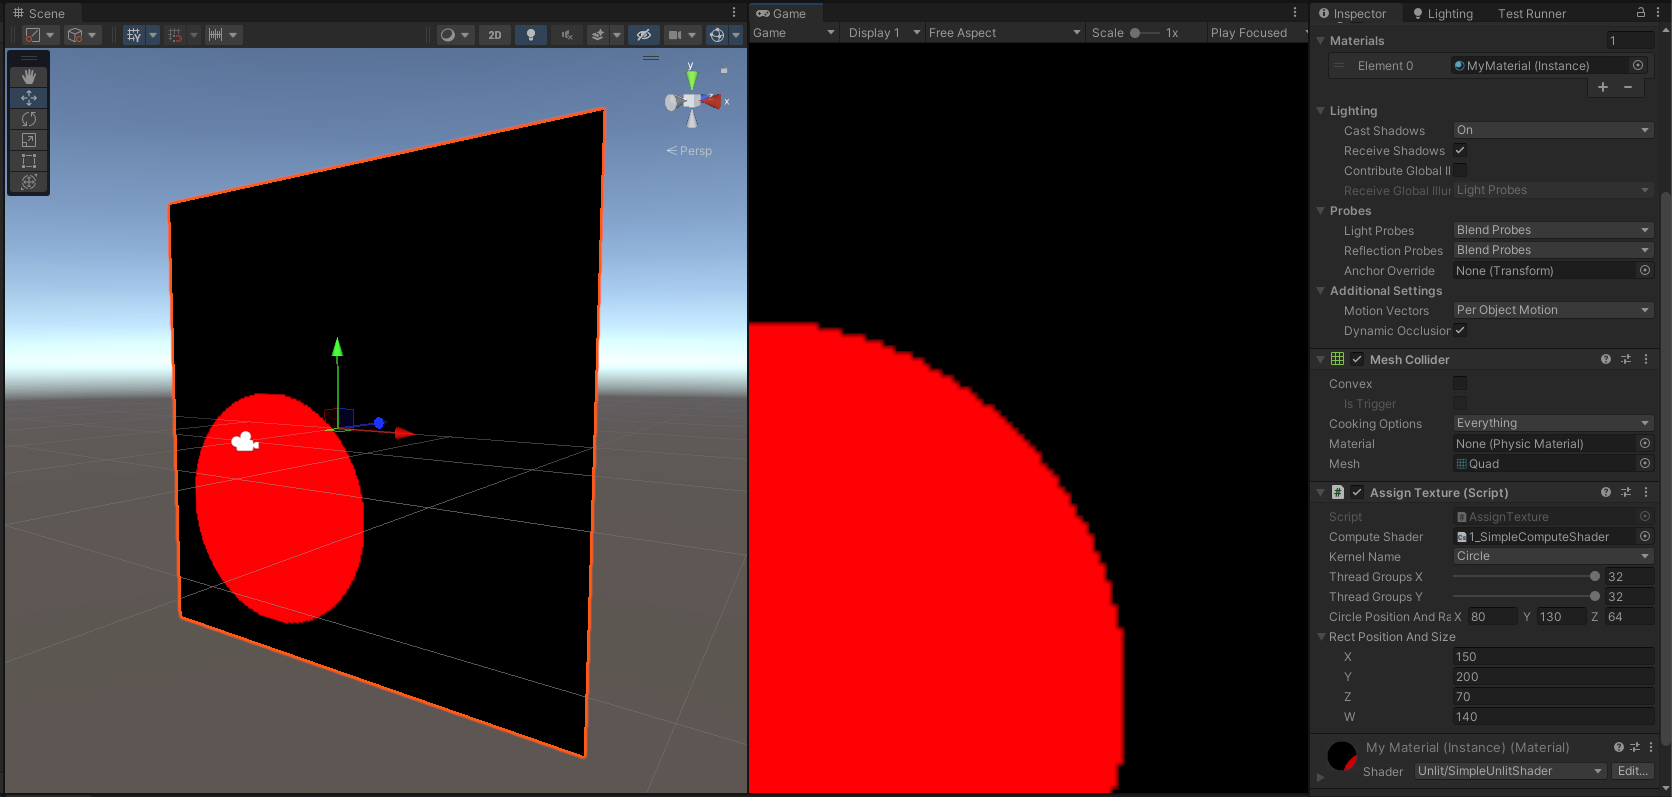 Scene
2D
y
x
Persp
Game
Game
Display 1
Free Aspect
Scale
1x
Play Focused
Inspector
Lighting
Test Runner
Materials
1
Element 0
MyMaterial (Instance)
Lighting
Cast Shadows
On
Receive Shadows
Contribute Global Il
Receive Global Illur
Light Probes
Probes
Light Probes
Blend Probes
Reflection Probes
Blend Probes
Anchor Override
None (Transform)
Additional Settings
Motion Vectors
Per Object Motion
Dynamic Occlusior
Mesh Collider
Convex
Is Trigger
Cooking Options
Everything
Material
None (Physic Material)
Mesh
Quad
Assign Texture (Script)
Script
AssignTexture
Compute Shader
1_SimpleComputeShader
Kernel Name
Circle
Thread Groups X
32
Thread Groups Y
32
Circle Position And Ra X 80 Y 130 Z 64
Rect Position And Size
X
150
Y
200
Z
70
W
140
My Material (Instance) (Material)
Shader
Unlit/SimpleUnlitShader
Edit...